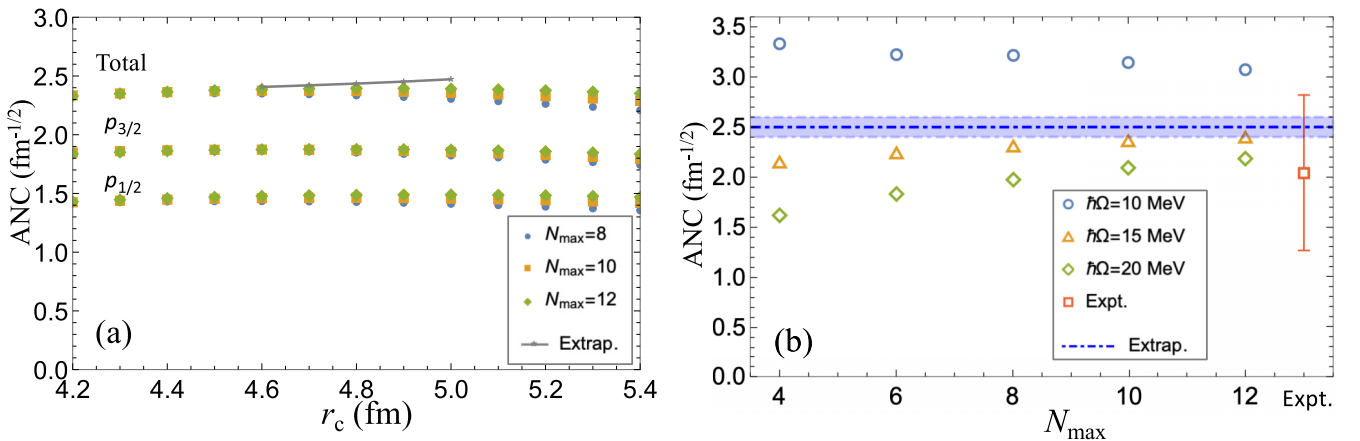 3.0
2.5
2.0
1.5
1.0
0.5
0.0
ANC (fm-1/2)
Total
p3/2
p1/2
(a)
Nmax=8
Nmax=10
Nmax=12
Extrap.
4.2 4.4 4.6 4.8 5.0 5.2 5.4
rc (fm)
3.5
3.0
2.5
2.0
1.5
1.0
0.5
0.0
ANC (fm-1/2)
(b)
ℏΩ=10 MeV
ℏΩ=15 MeV
ℏΩ=20 MeV
Expt.
Extrap.
4 6 8 10 12 Expt.
Nmax